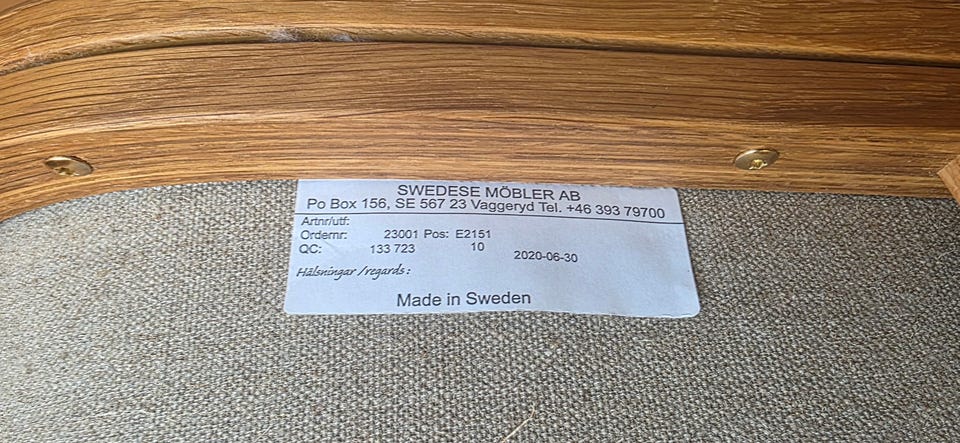 SWEDESE MÖBLER AB
Po Box 156, SE 567 23 Vaggeryd Tel. +46 393 79700
Artnr/utf:
Ordernr: 23001 Pos: E2151
QC: 133 723 10 2020-06-30
Hälsningar /regards:
Made in Sweden